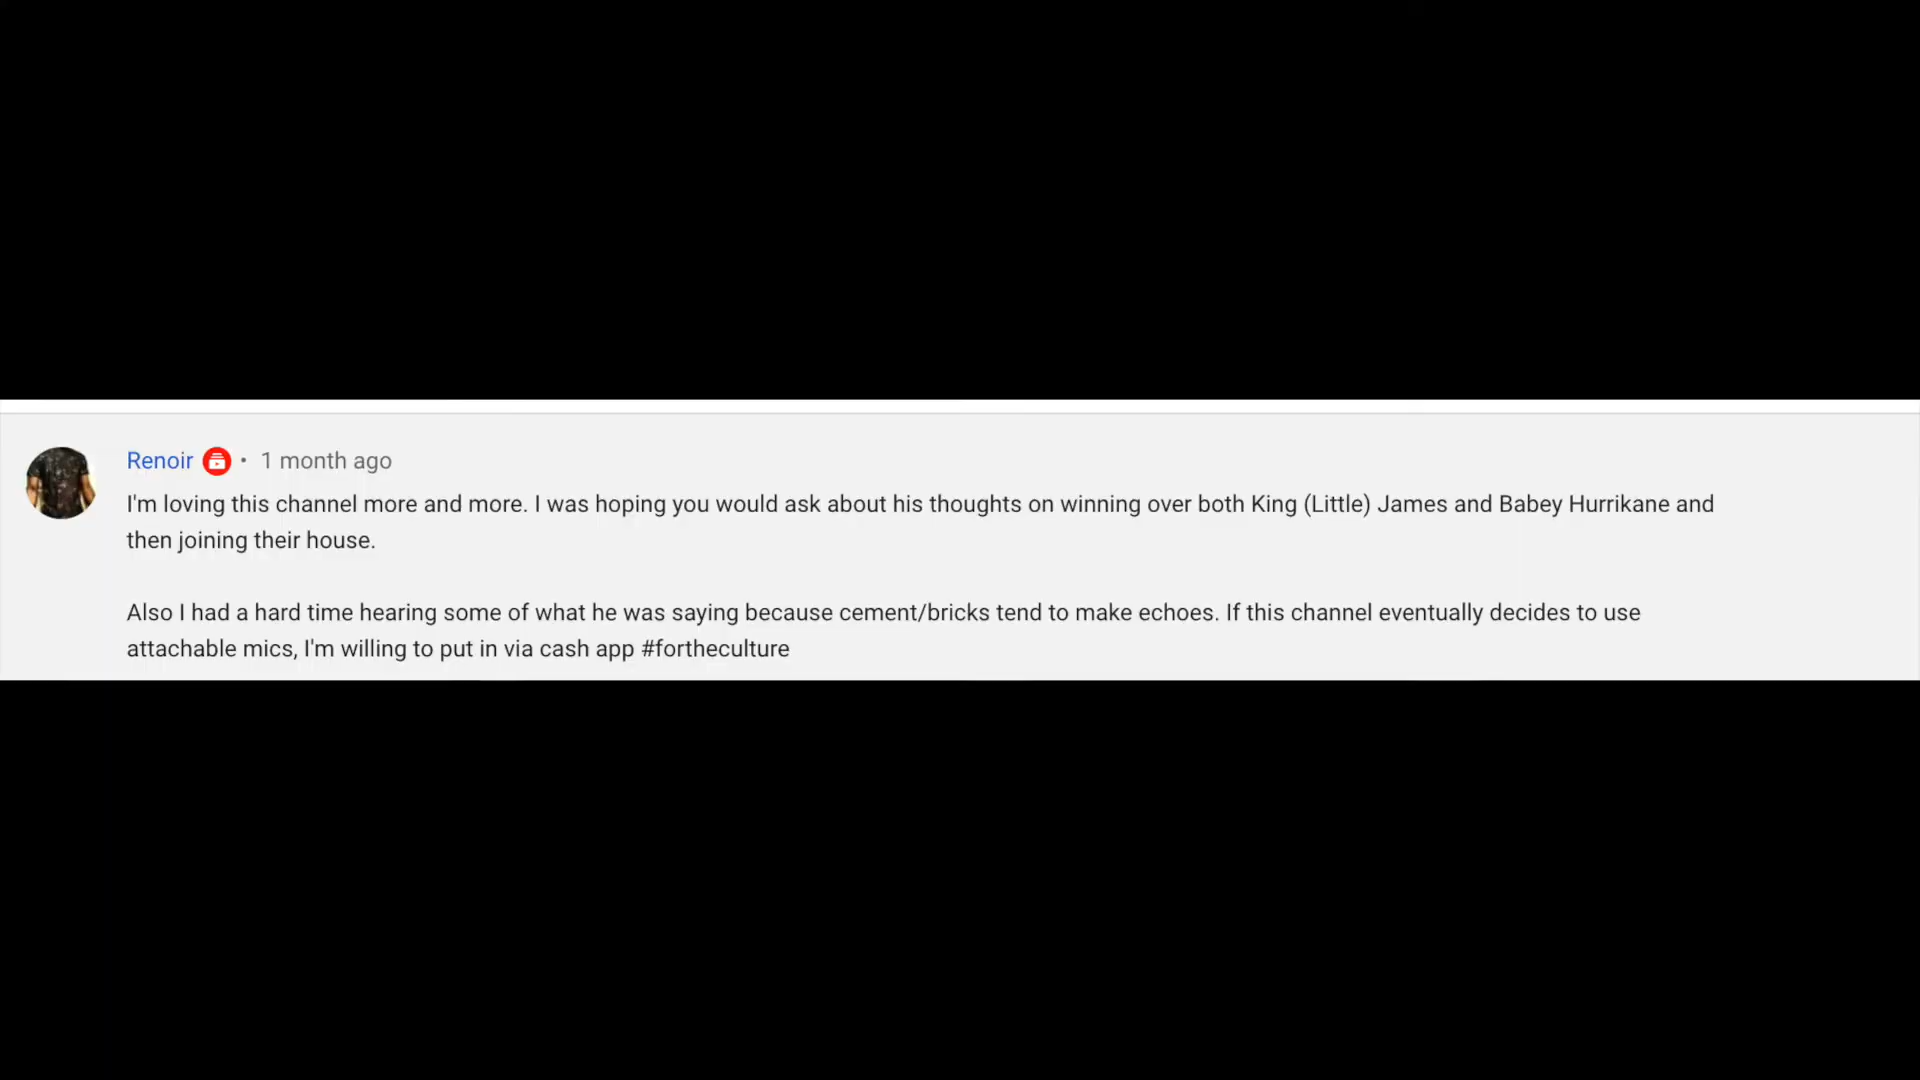 Renoir • 1 month ago
I'm loving this channel more and more. I was hoping you would ask about his thoughts on winning over both King (Little) James and Babey Hurrikane and
then joining their house.
Also I had a hard time hearing some of what he was saying because cement/bricks tend to make echoes. If this channel eventually decides to use
attachable mics, I'm willing to put in via cash app #fortheculture